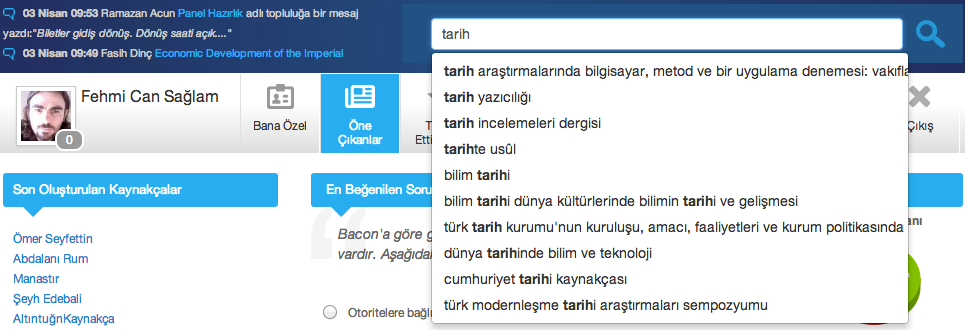 03 Nisan 09:53 Ramazan Acun Panel Hazırlık adlı topluluğa bir mesaj
yazdı:"Biletler gidiş dönüş. Dönüş saati açık...."
03 Nisan 09:49 Fasih Dinç Economic Development of the Imperial
tarih
tarih araştırmalarında bilgisayar, metod ve bir uygulama denemesi: vakıfla
tarih yazıcılığı
tarih incelemeleri dergisi
tarihte usûl
bilim tarihi
bilim tarihi dünya kültürlerinde bilimin tarihi ve gelişmesi
türk tarih kurumu'nun kuruluşu, amacı, faaliyetleri ve kurum politikasında
dünya tarihinde bilim ve teknoloji
cumhuriyet tarihi kaynakçası
türk modernleşme tarihi araştırmaları sempozyumu
Fehmi Can Sağlam
0
Bana Özel
Öne
Çıkanlar
T
Etti
Çıkış
Son Oluşturulan Kaynakçalar
Ömer Seyfettin
Abdalanı Rum
Manastır
Şeyh Edebali
AltıntuğnKaynakça
En Beğenilen Soru
Bacon'a göre g
vardır. Aşağıdak
Otoritelere bağlı
anı